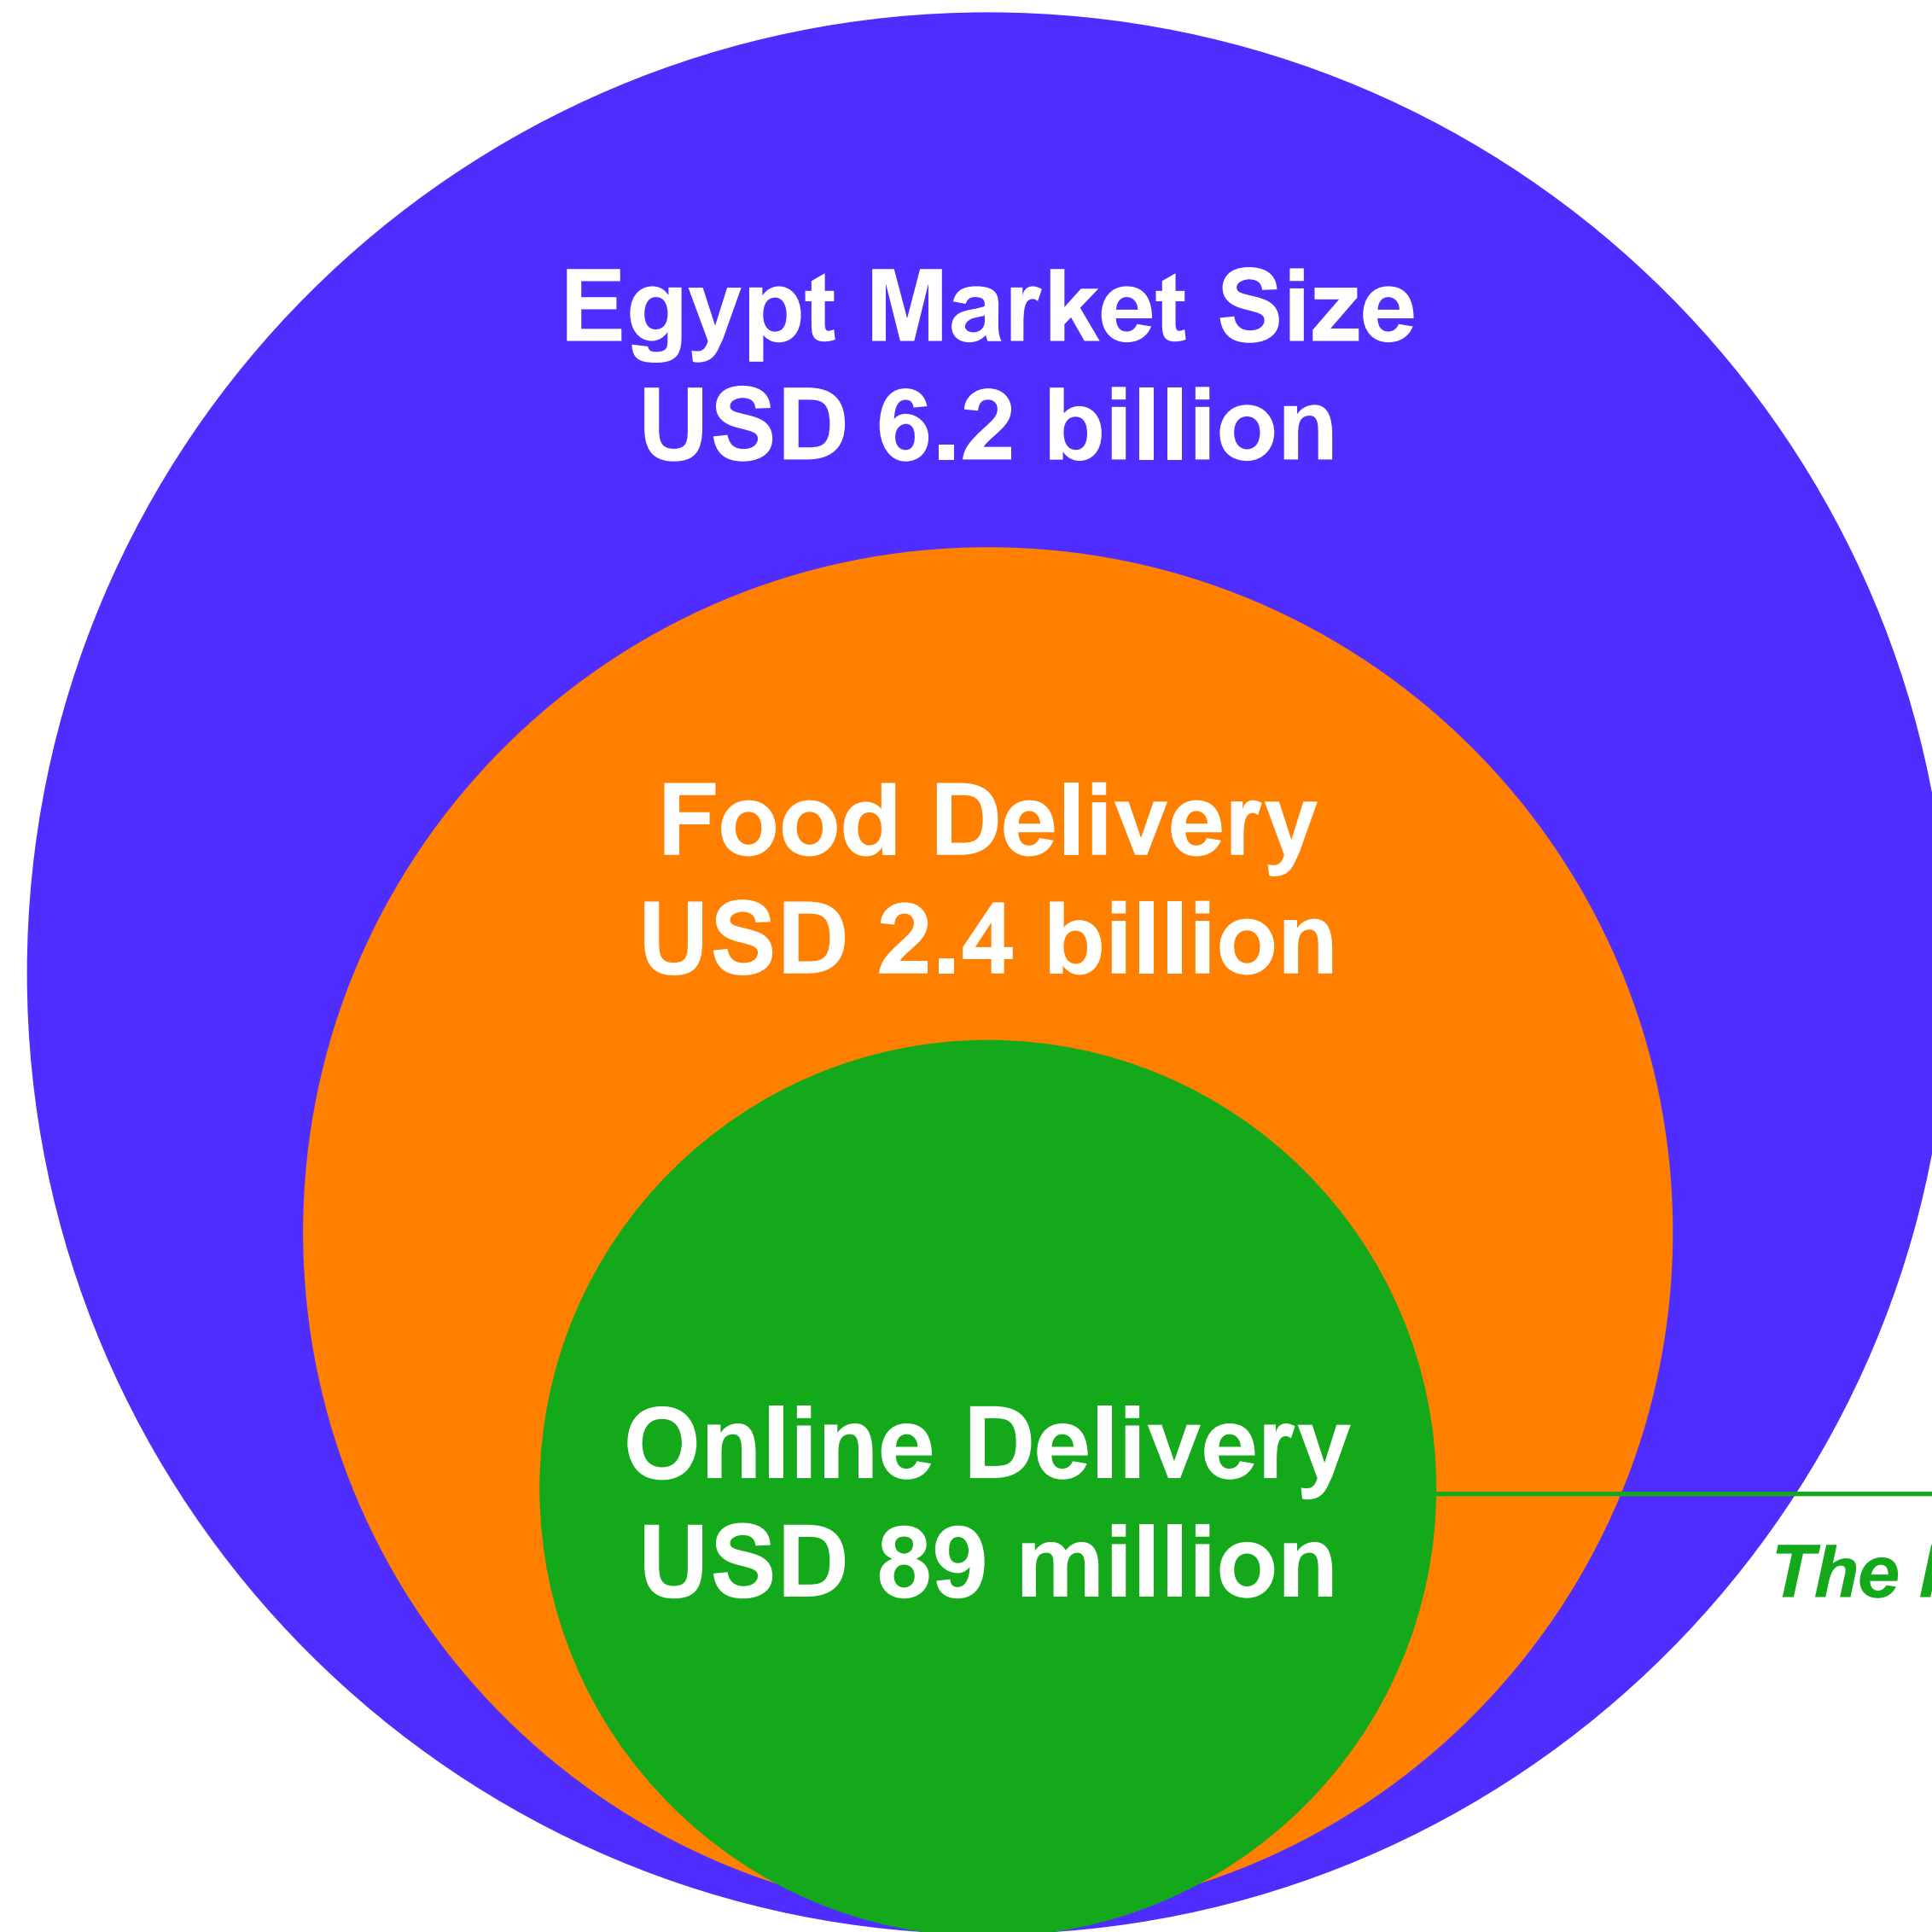 Egypt Market Size
USD 6.2 billion
Food Delivery
USD 2.4 billion
Online Delivery
USD 89 million
The